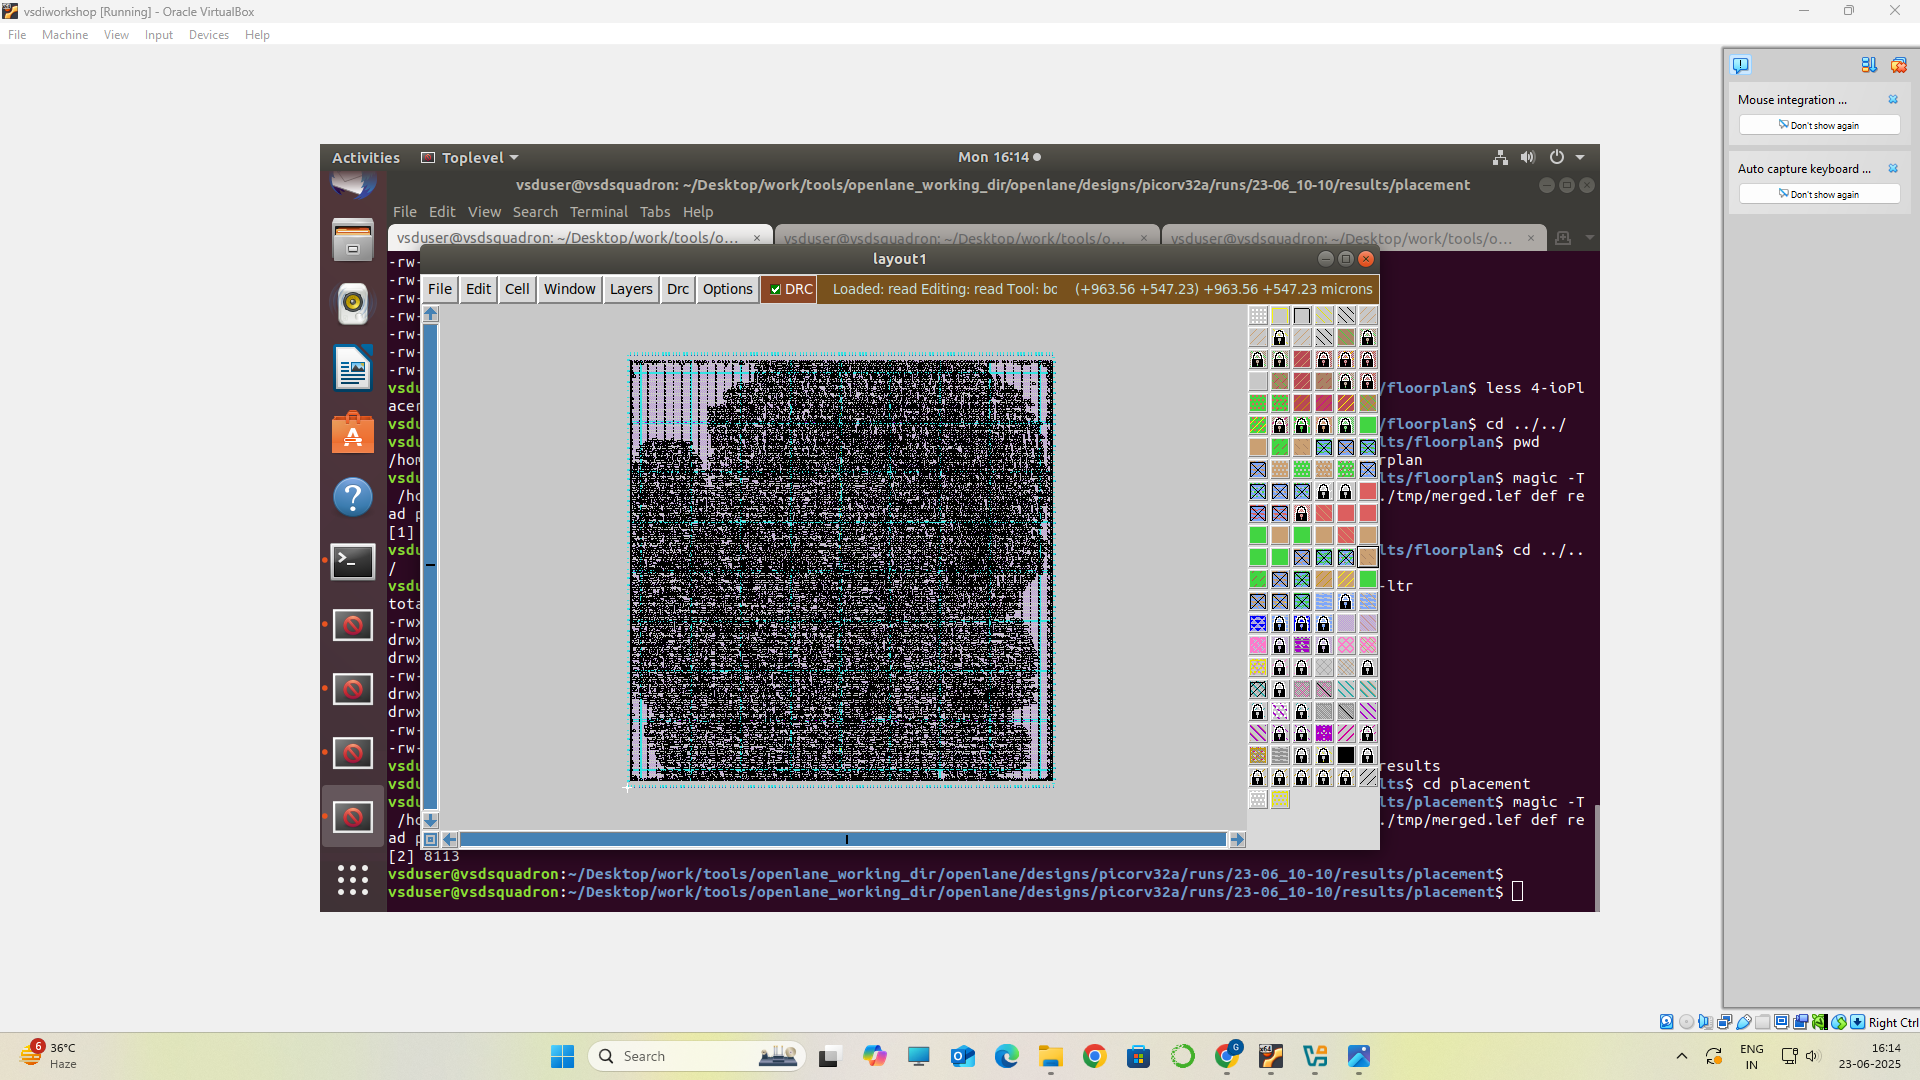 vsdiworkshop [Running] - Oracle VirtualBox
File Machine View Input Devices Help
Mouse integration ...
Don't show again
Auto capture keyboard ...
Don't show again
Activities Toplevel Mon 16:14
vsduser@vsdsquadron: ~/Desktop/work/tools/openlane_working_dir/openlane/designs/picorv32a/runs/23-06_10-10/results/placement
File Edit View Search Terminal Tabs Help
vsduser@vsdsquadron: ~/Desktop/work/tools/o... × vsduser@vsdsquadron: ~/Desktop/work/tools/o... × vsduser@vsdsquadron: ~/Desktop/work/tools/o... ×
layout1
File Edit Cell Window Layers Drc Options DRC Loaded: read Editing: read Tool: bo (+963.56 +547.23) +963.56 +547.23 microns
-rw-
-rw-
-rw-
-rw-
-rw-
-rw-
-rw-
vsdu /floorplan$ less 4-ioPl
acer
vsdu /floorplan$ cd ../../
vsdu lts/floorplan$ pwd
/hom rplan
vsdu lts/floorplan$ magic -T
/ho ./tmp/merged.lef def re
ad p
[1]
vsdu lts/floorplan$ cd ../..
/
vsdu -ltr
tota
-rwx
drwx
drwx
-rw-
drwx
drwx
-rw-
-rw-
vsdu results
vsdu lts$ cd placement
vsdu lts/placement$ magic -T
/ho ./tmp/merged.lef def re
ad p
[2] 8113
vsduser@vsdsquadron:~/Desktop/work/tools/openlane_working_dir/openlane/designs/picorv32a/runs/23-06_10-10/results/placement$
vsduser@vsdsquadron:~/Desktop/work/tools/openlane_working_dir/openlane/designs/picorv32a/runs/23-06_10-10/results/placement$
Right Ctrl
6
36°C
Haze
Search
G
ENG
IN
16:14
23-06-2025